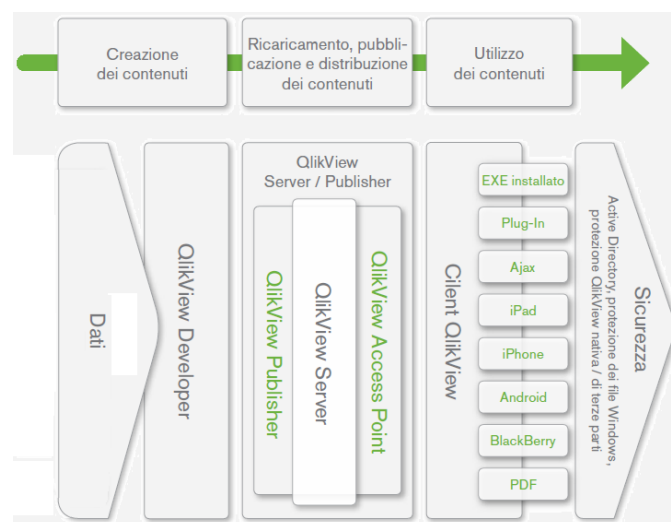 Creazione
dei contenuti
Ricaricamento, pubbli-
cazione e distribuzione
dei contenuti
Utilizzo
dei contenuti
Dati
QlikView Developer
QlikView
Server / Publisher
QlikView Publisher
QlikView Server
QlikView Access Point
Cilent QlikView
EXE installato
Plug-In
Ajax
iPad
iPhone
Android
BlackBerry
PDF
Sicurezza
Active Directory, protezione dei file Windows,
protezione QlikView nativa / di terze parti